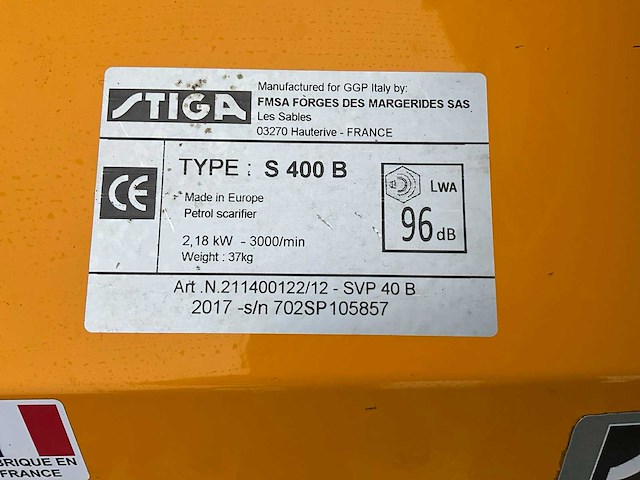 STIGA
Manufactured for GGP Italy by:
FMSA FORGES DES MARGERIDES SAS
Les Sables
03270 Hauterive - FRANCE
CE
TYPE : S 400 B
Made in Europe
Petrol scarifier
2,18 kW - 3000/min
Weight : 37kg
LWA
96 dB
Art .N.211400122/12 - SVP 40 B
2017 -s/n 702SP105857
BRIQUE EN
FRANCE